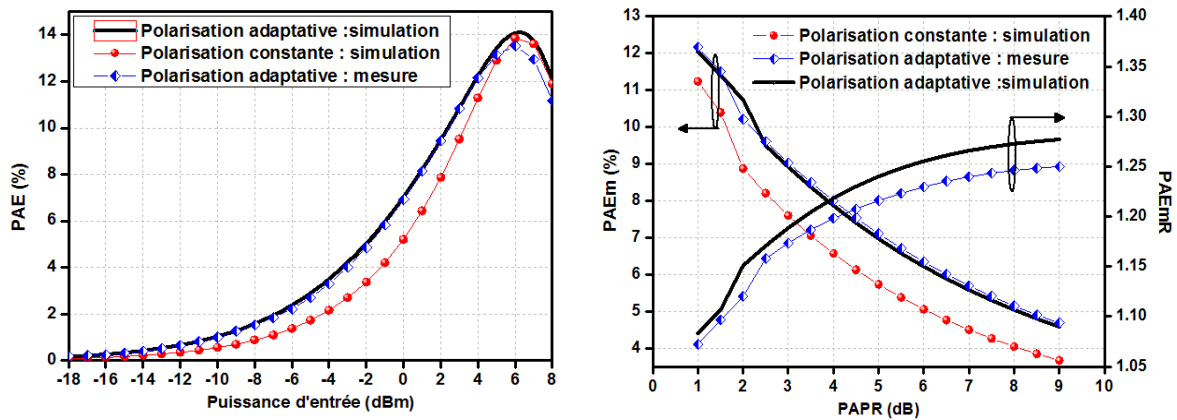 Polarisation adaptative :simulation
Polarisation constante : simulation
Polarisation adaptative : mesure
PAE (%)
14
12
10
8
6
4
2
0
-18 -16 -14 -12 -10 -8 -6 -4 -2 0 2 4 6 8
Puissance d'entrée (dBm)
Polarisation constante : simulation
Polarisation adaptative : mesure
Polarisation adaptative :simulation
PAEm (%)
13
12
11
10
9
8
7
6
5
4
0 1 2 3 4 5 6 7 8 9 10
PAPR (dB)
1.40
1.35
1.30
1.25
1.20
1.15
1.10
1.05
PAEmR